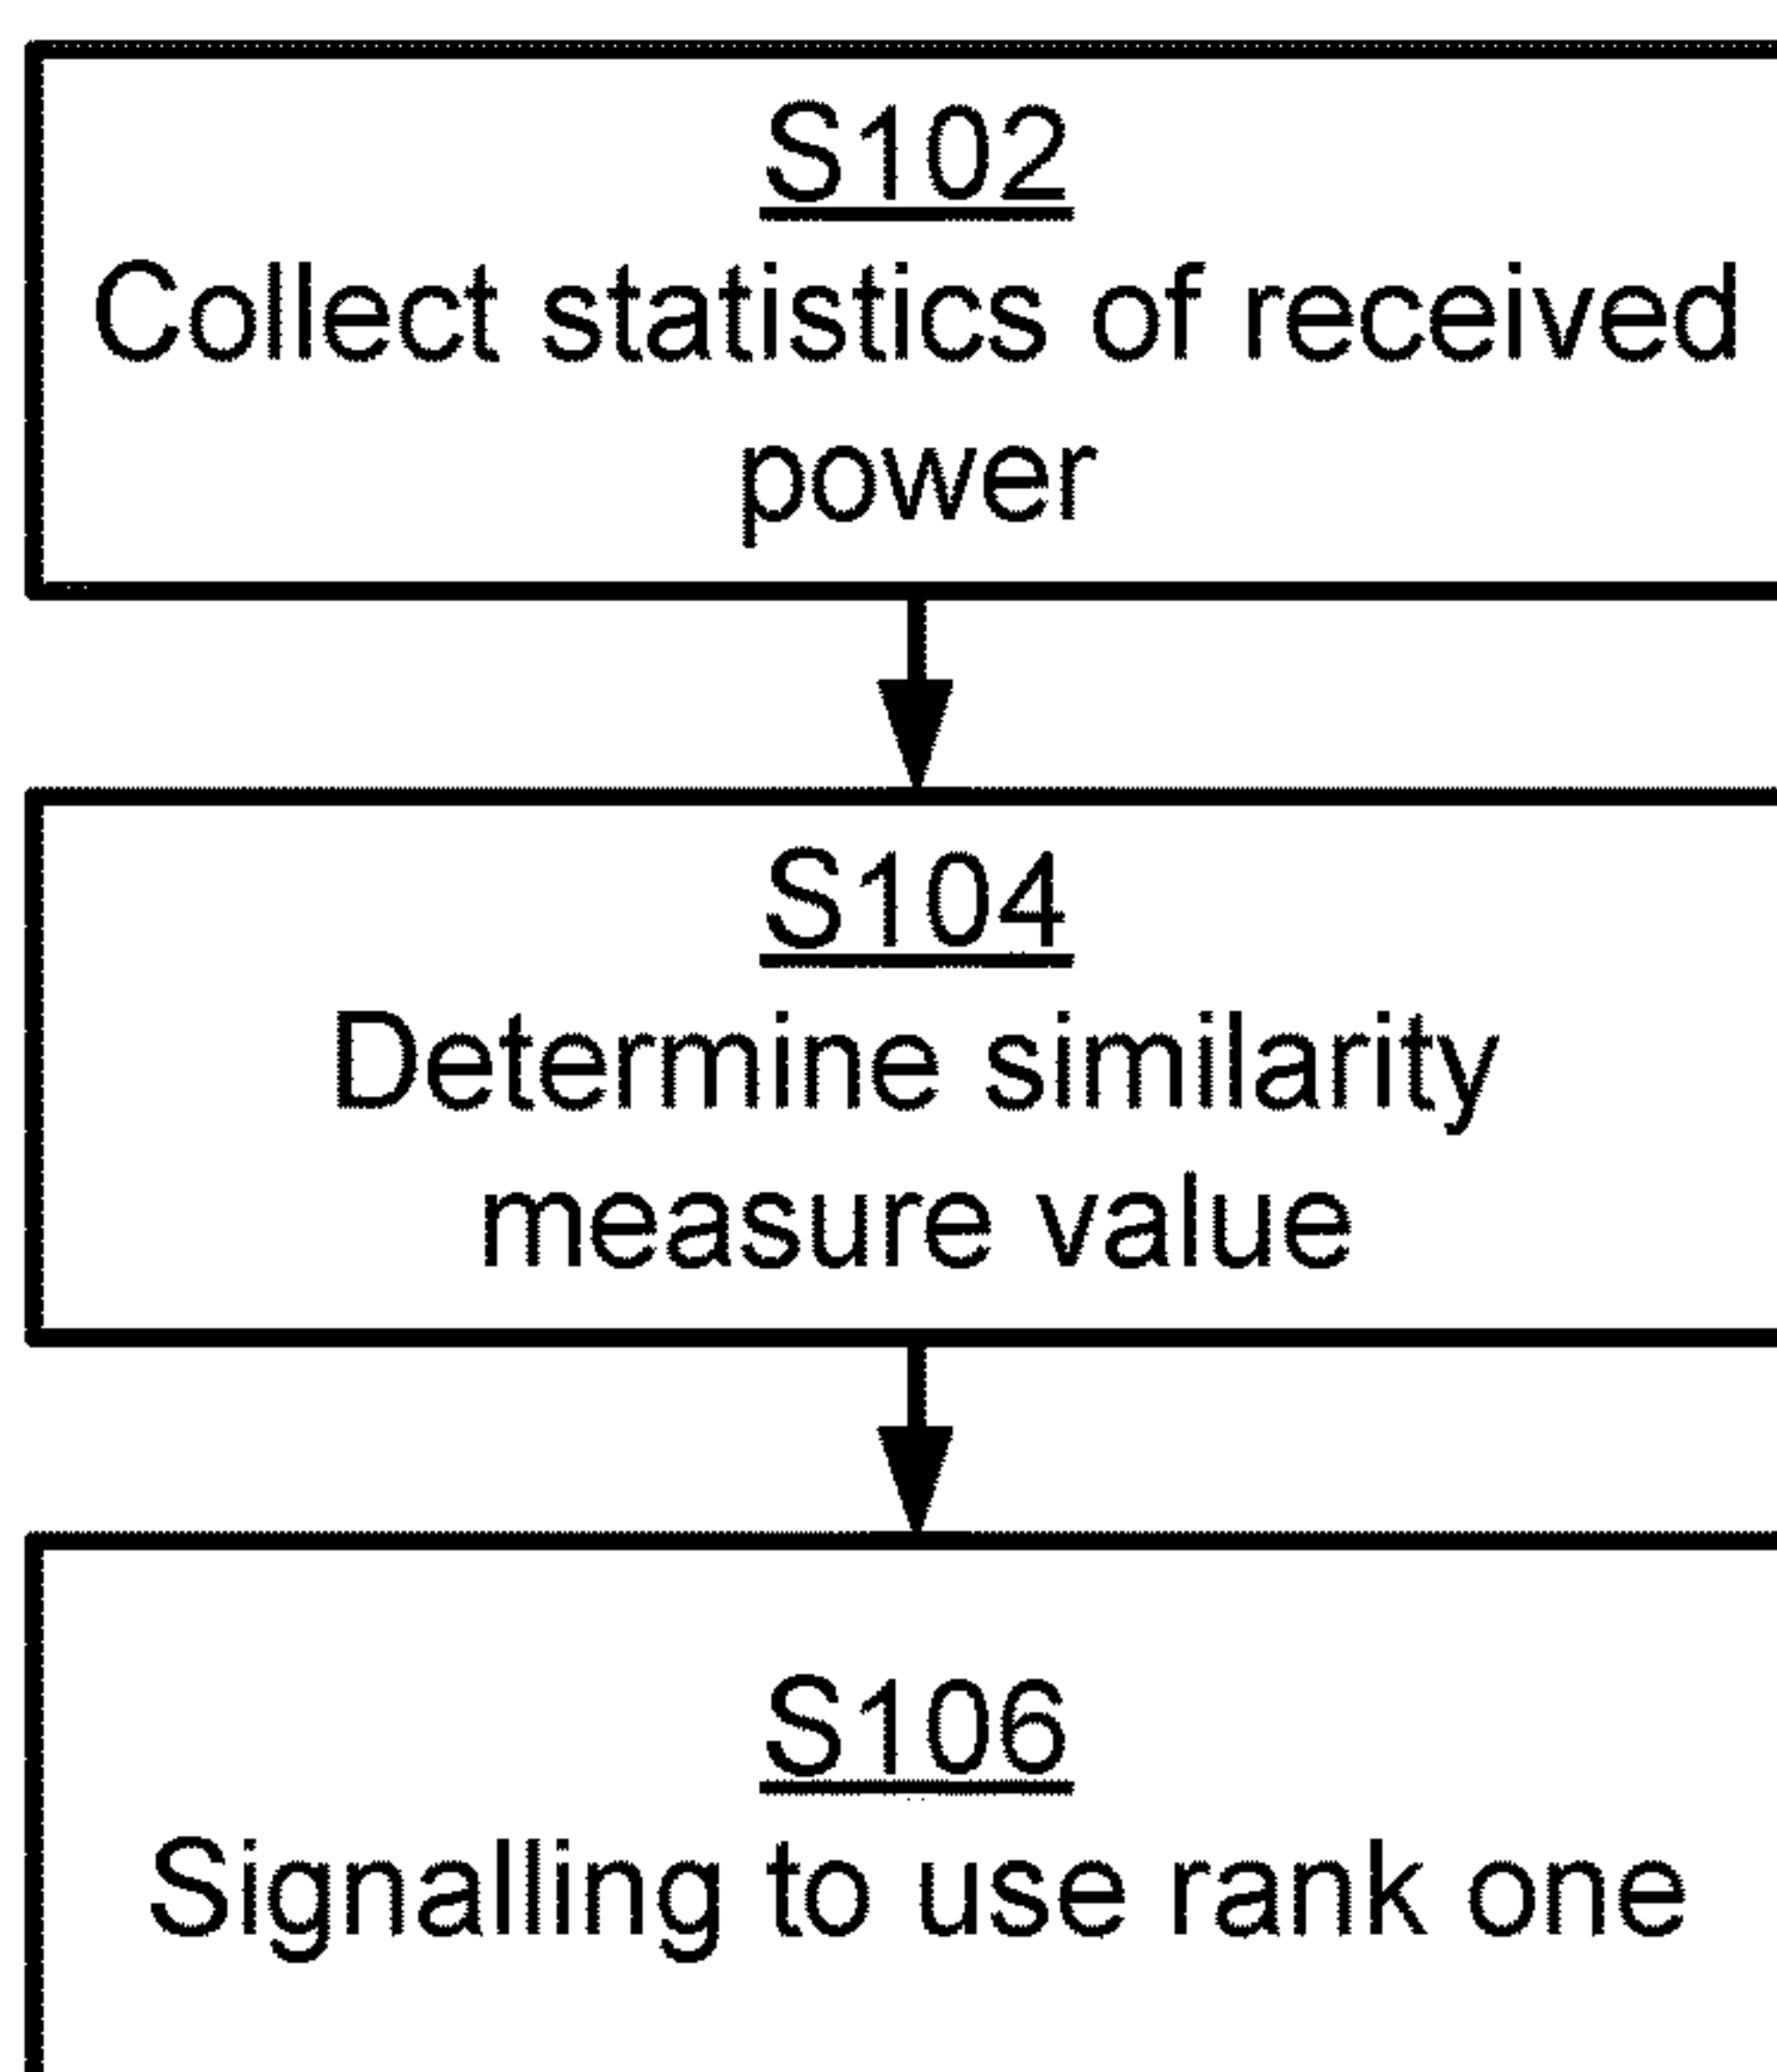 S102
Collect statistics of received
power
S104
Determine similarity
measure value
S106
Signalling to use rank one